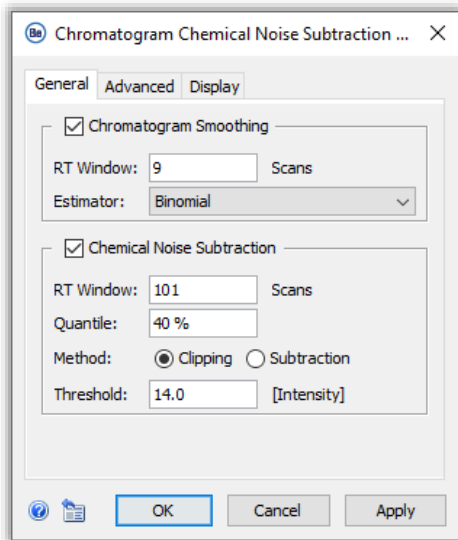 Be Chromatogram Chemical Noise Subtraction ...
General Advanced Display
Chromatogram Smoothing
RT Window: 9 Scans
Estimator: Binomial
Chemical Noise Subtraction
RT Window: 101 Scans
Quantile: 40 %
Method: Clipping Subtraction
Threshold: 14.0 [Intensity]
? OK Cancel Apply